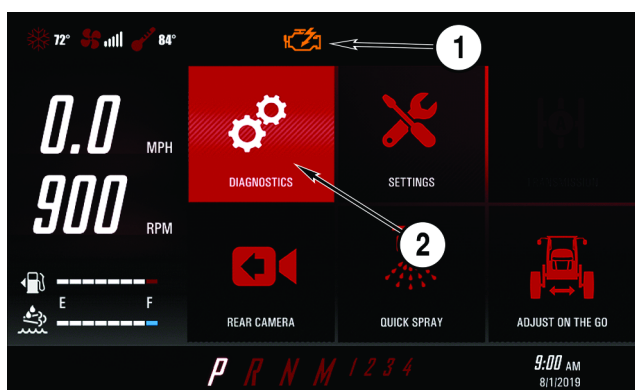 72° 84°
1
0.0 MPH
900 RPM
DIAGNOSTICS
SETTINGS
2
REAR CAMERA
QUICK SPRAY
ADJUST ON THE GO
E F
P R N M 1 2 3 4
9:00 AM
8/1/2019